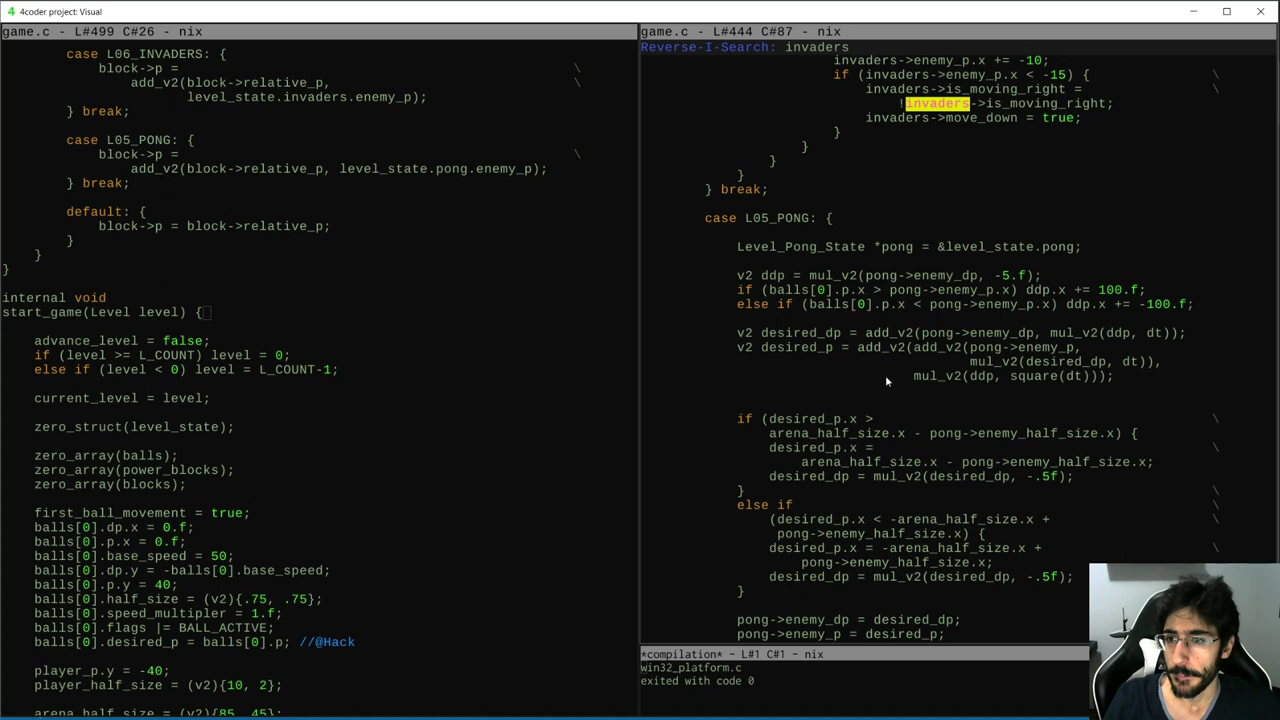 4coder project: Visual
game.c - L#499 C#26 - nix
case L06_INVADERS: {
block->p = \
add_v2(block->relative_p, \
level_state.invaders.enemy_p);
} break;
case L05_PONG: {
block->p = \
add_v2(block->relative_p, level_state.pong.enemy_p);
} break;
default: {
block->p = block->relative_p;
}
}
}
internal void
start_game(Level level) {
advance_level = false;
if (level >= L_COUNT) level = 0;
else if (level < 0) level = L_COUNT-1;
current_level = level;
zero_struct(level_state);
zero_array(balls);
zero_array(power_blocks);
zero_array(blocks);
first_ball_movement = true;
balls[0].dp.x = 0.f;
balls[0].p.x = 0.f;
balls[0].base_speed = 50;
balls[0].dp.y = -balls[0].base_speed;
balls[0].p.y = 40;
balls[0].half_size = (v2){.75, .75};
balls[0].speed_multipler = 1.f;
balls[0].flags |= BALL_ACTIVE;
balls[0].desired_p = balls[0].p; //@Hack
player_p.y = -40;
player_half_size = (v2){10, 2};
arena_half_size = (v2){85, 45};
game.c - L#444 C#87 - nix
Reverse-I-Search: invaders
invaders->enemy_p.x += -10;
if (invaders->enemy_p.x < -15) { \
invaders->is_moving_right = \
!invaders->is_moving_right;
invaders->move_down = true;
}
}
}
}
} break;
case L05_PONG: {
Level_Pong_State *pong = &level_state.pong;
v2 ddp = mul_v2(pong->enemy_dp, -5.f);
if (balls[0].p.x > pong->enemy_p.x) ddp.x += 100.f;
else if (balls[0].p.x < pong->enemy_p.x) ddp.x += -100.f;
v2 desired_dp = add_v2(pong->enemy_dp, mul_v2(ddp, dt));
v2 desired_p = add_v2(add_v2(pong->enemy_p,
mul_v2(desired_dp, dt)),
mul_v2(ddp, square(dt)));
if (desired_p.x > \
arena_half_size.x - pong->enemy_half_size.x) {
desired_p.x = \
arena_half_size.x - pong->enemy_half_size.x;
desired_dp = mul_v2(desired_dp, -.5f); \
}
else if \
(desired_p.x < -arena_half_size.x + \
pong->enemy_half_size.x) {
desired_p.x = -arena_half_size.x + \
pong->enemy_half_size.x;
desired_dp = mul_v2(desired_dp, -.5f);
}
pong->enemy_dp = desired_dp;
pong->enemy_p = desired_p;
*compilation* - L#1 C#1 - nix
win32_platform.c
exited with code 0